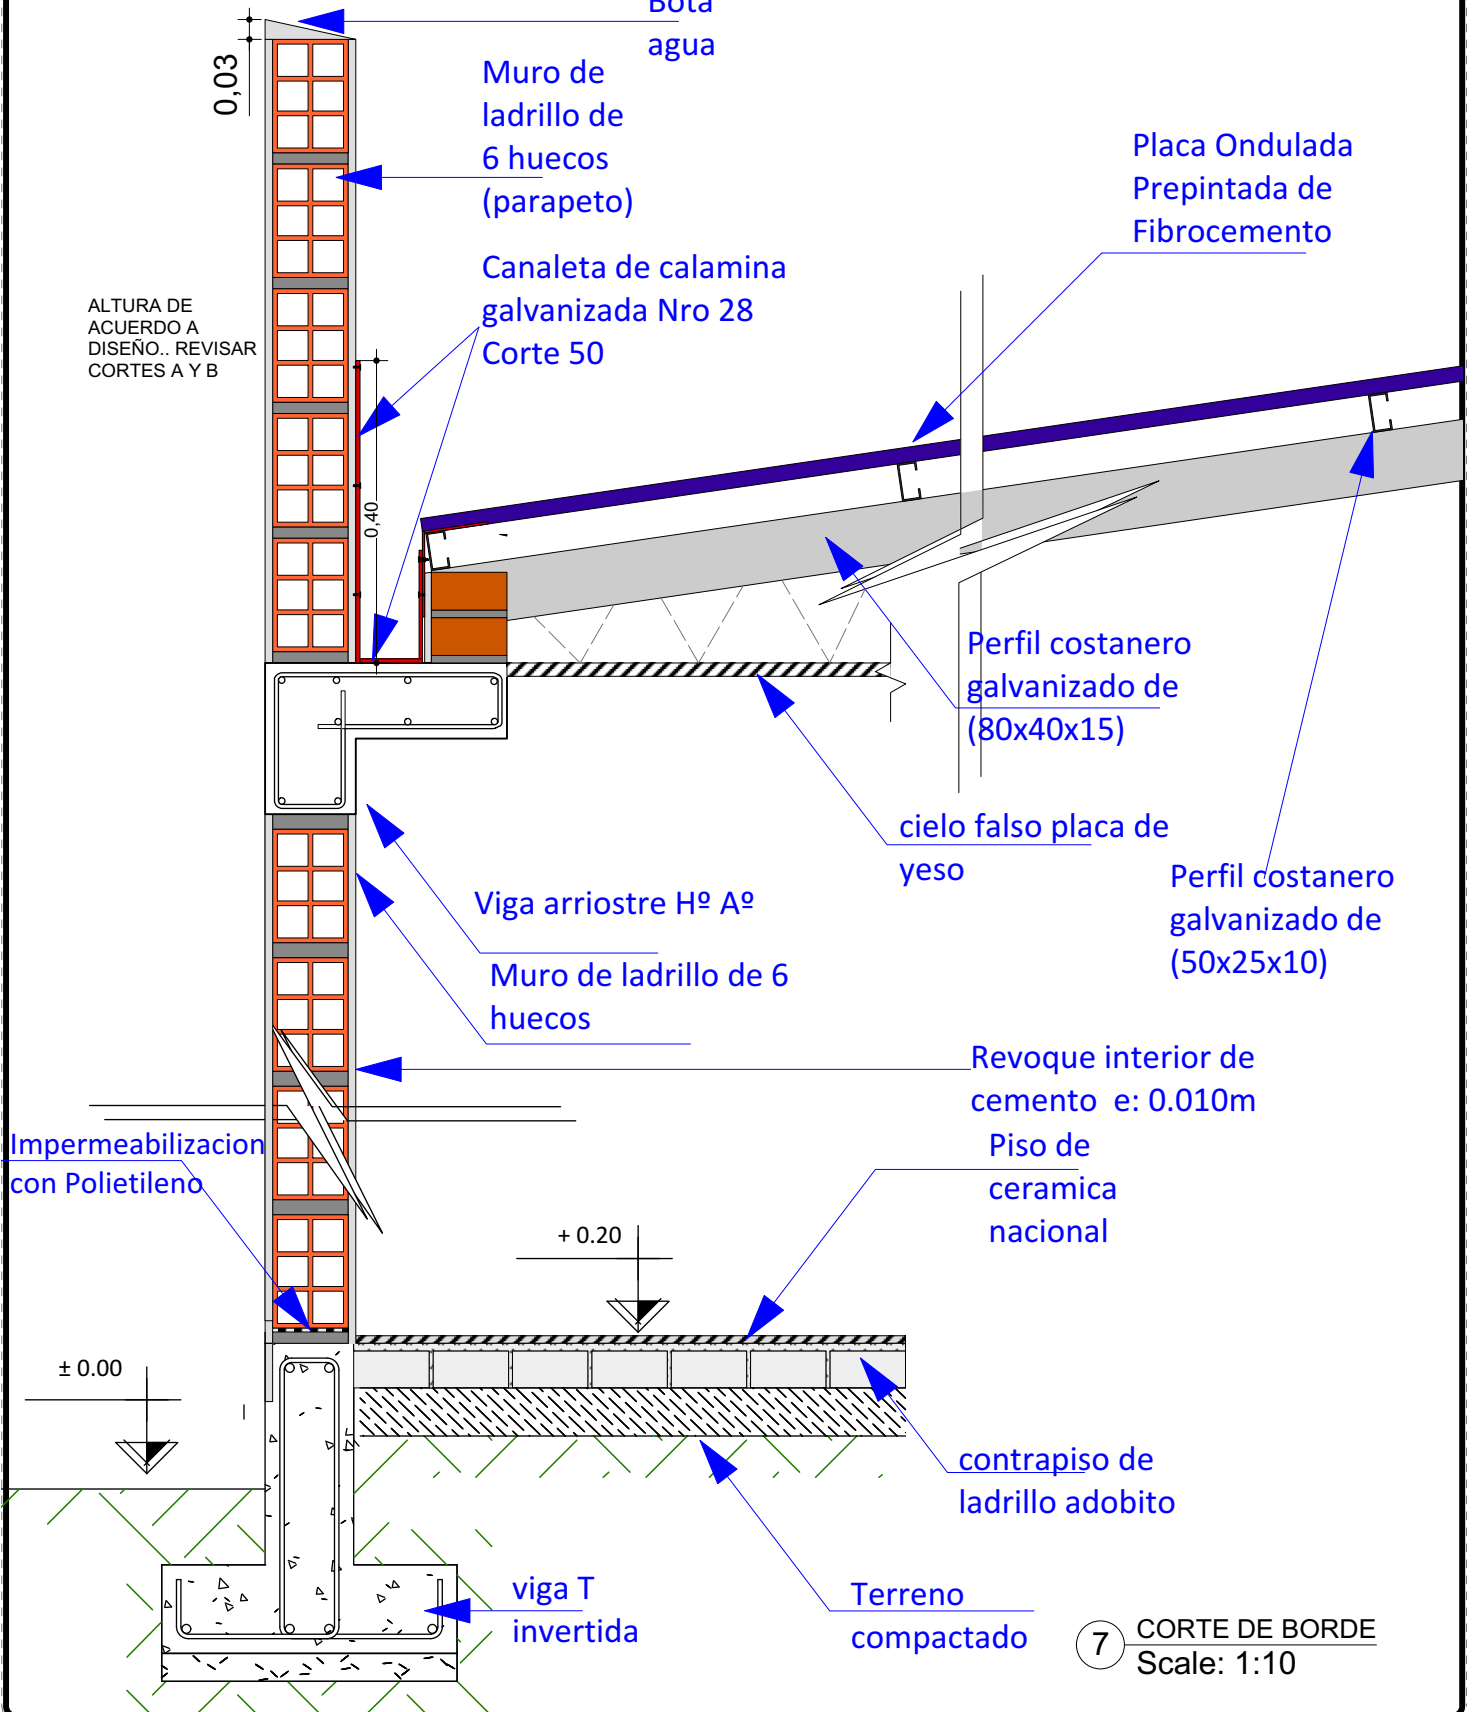 Bota
agua
0,03
Muro de
ladrillo de
6 huecos
(parapeto)
Placa Ondulada
Prepintada de
Fibrocemento
Canaleta de calamina
galvanizada Nro 28
Corte 50
ALTURA DE
ACUERDO A
DISEÑO.. REVISAR
CORTES A Y B
0,40
Perfil costanero
galvanizado de
(80x40x15)
cielo falso placa de
yeso
Perfil costanero
galvanizado de
(50x25x10)
Viga arriostre Hº Aº
Muro de ladrillo de 6
huecos
Revoque interior de
cemento e: 0.010m
Impermeabilizacion
con Polietileno
Piso de
ceramica
nacional
+ 0.20
± 0.00
contrapiso de
ladrillo adobito
viga T
invertida
Terreno
compactado
7
CORTE DE BORDE
Scale: 1:10